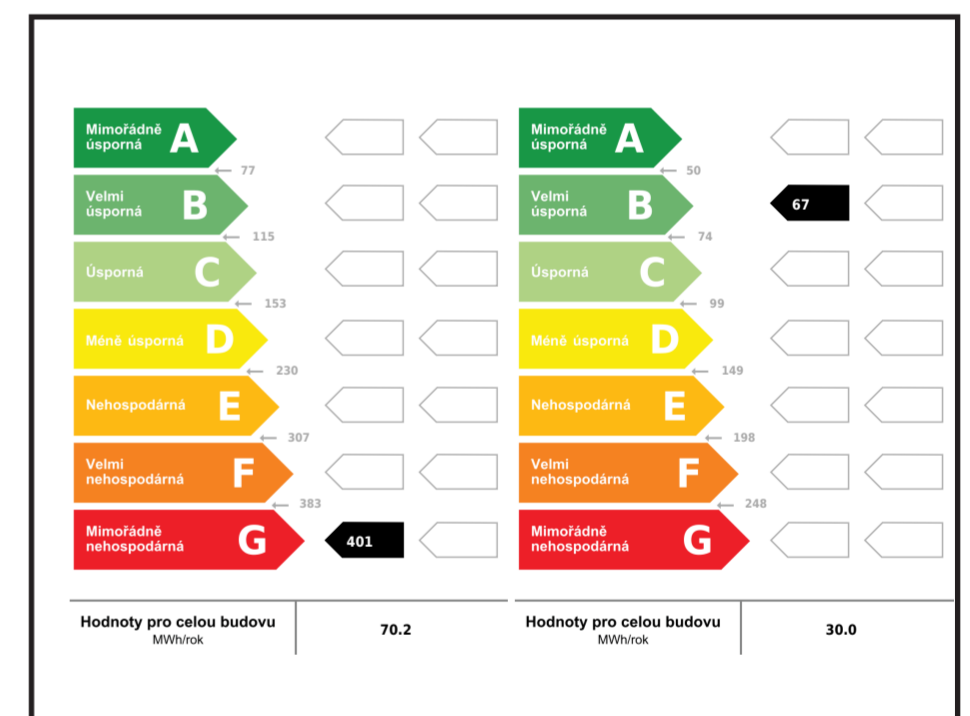 Mimořádně
úsporná
A
77
Velmi
úsporná
B
115
Úsporná
C
153
Méně úsporná
D
230
Nehospodárná
E
307
Velmi
nehospodárná
F
383
Mimořádně
nehospodárná
G
401
Hodnoty pro celou budovu
MWh/rok
70.2
Mimořádně
úsporná
A
50
Velmi
úsporná
B
67
74
Úsporná
C
99
Méně úsporná
D
149
Nehospodárná
E
198
Velmi
nehospodárná
F
248
Mimořádně
nehospodárná
G
Hodnoty pro celou budovu
MWh/rok
30.0